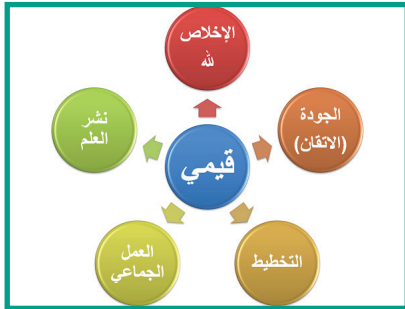 الإخلاص
لله
الجودة
(الاتقان)
نشر
العلم
قيمي
العمل
الجماعي
التخطيط